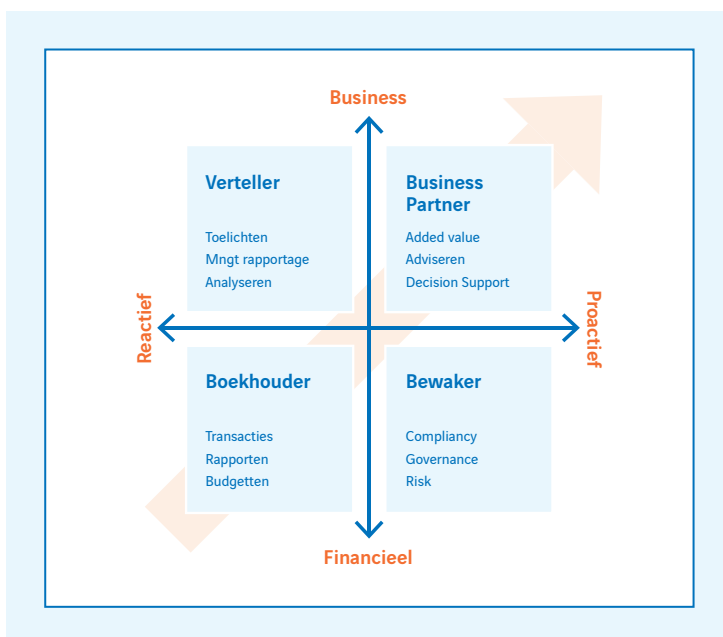 Business
Verteller
Toelichten
Mngt rapportage
Analyseren
Business
Partner
Added value
Adviseren
Decision Support
Reactief
Proactief
Boekhouder
Transacties
Rapporten
Budgetten
Bewaker
Compliancy
Governance
Risk
Financieel